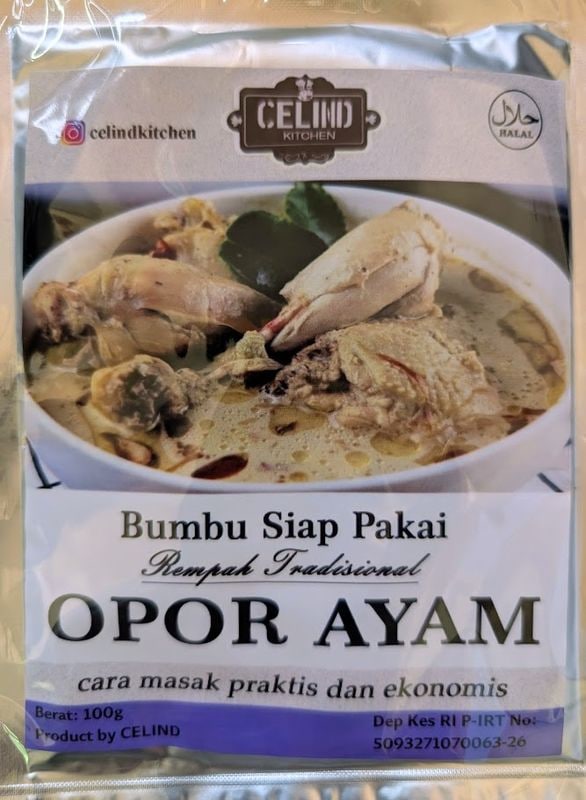 celindkitchen
CELIND
KITCHEN
حلال
HALAL
Bumbu Siap Pakai
Rempah Tradisional
OPOR AYAM
cara masak praktis dan ekonomis
Berat: 100g
Product by CELIND
Dep Kes RI P-IRT No:
5093271070063-26